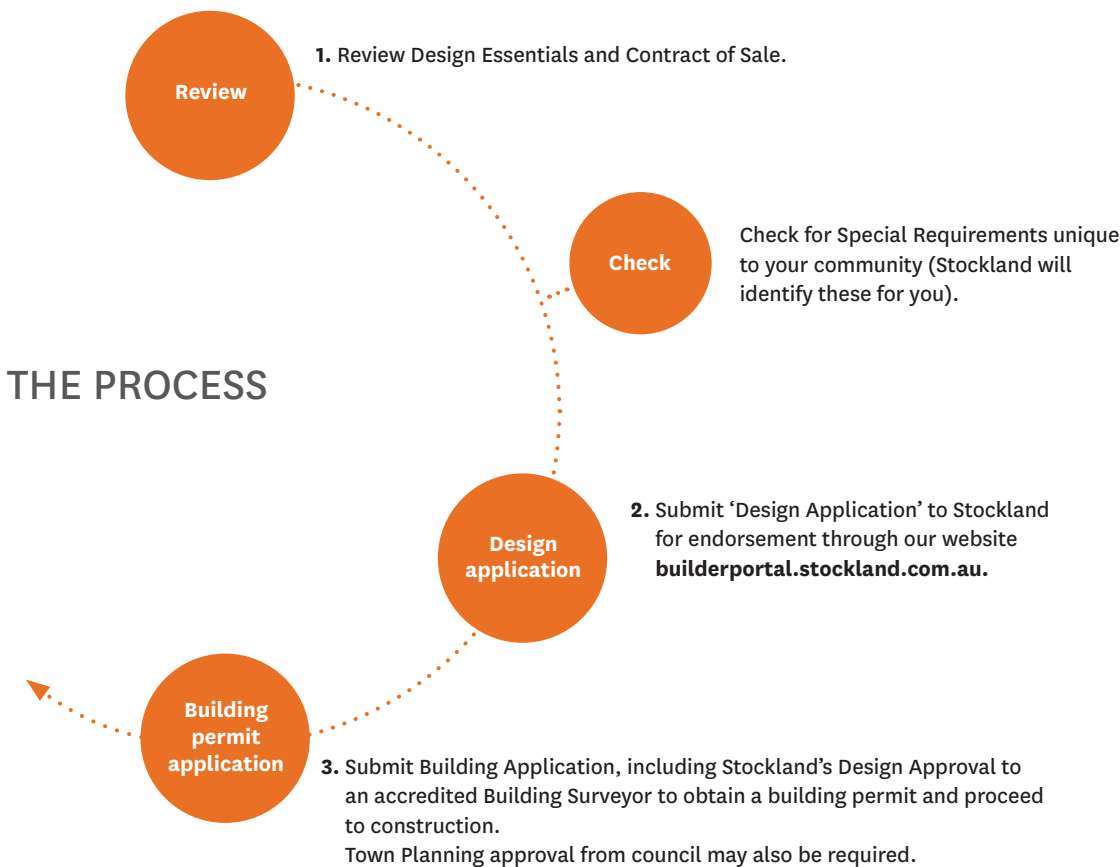 1. Review Design Essentials and Contract of Sale.
Review
Check
Check for Special Requirements unique
to your community (Stockland will
identify these for you).
THE PROCESS
Design
application
2. Submit ‘Design Application’ to Stockland
for endorsement through our website
builderportal.stockland.com.au.
Building
permit
application
3. Submit Building Application, including Stockland’s Design Approval to
an accredited Building Surveyor to obtain a building permit and proceed
to construction.
Town Planning approval from council may also be required.